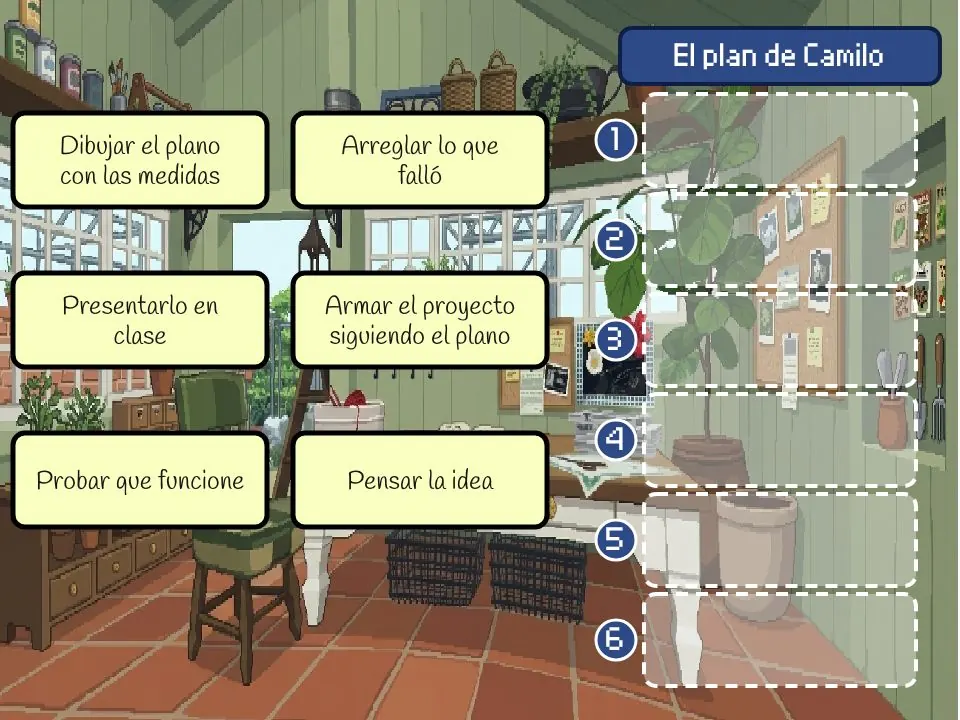 El plan de Camilo
Dibujar el plano
con las medidas
Arreglar lo que
falló
Presentarlo en
clase
Armar el proyecto
siguiendo el plano
Probar que funcione
Pensar la idea
1
2
3
4
5
6